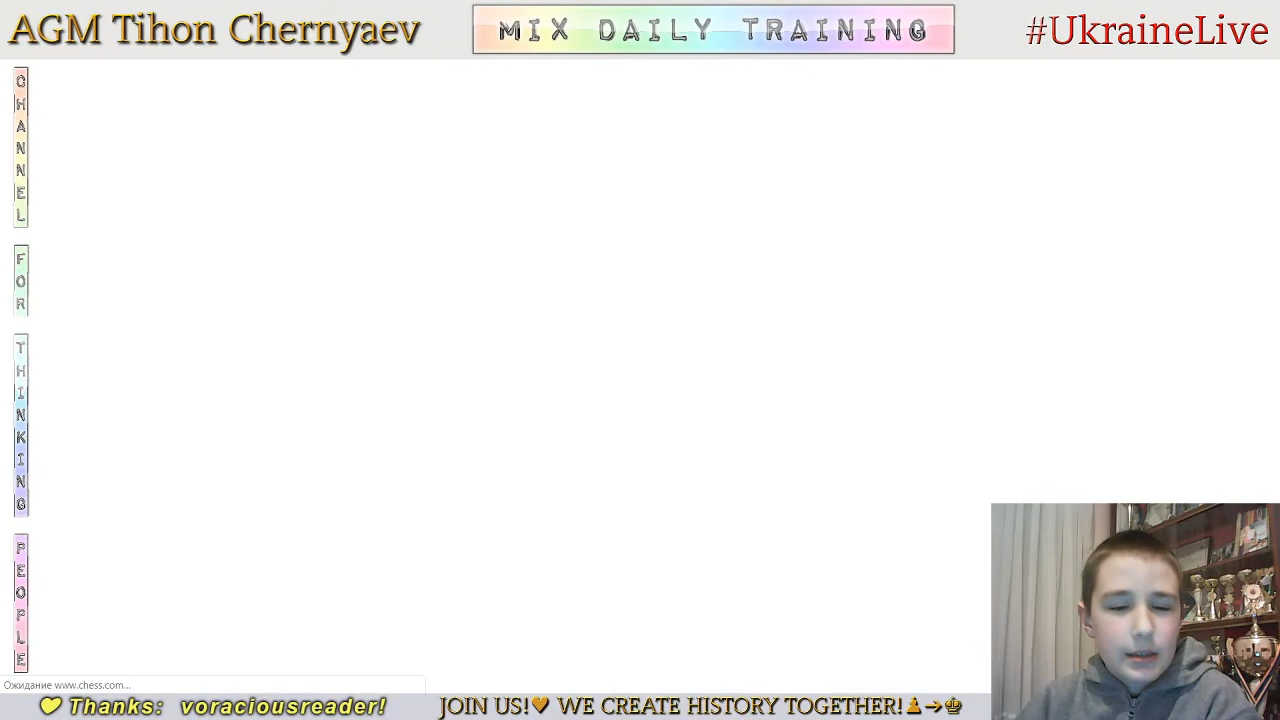 AGM Tihon Chernyaev
MIX DAILY TRAINING
#UkraineLive
CHANNEL
FOR
THINKING
PEOPLE
Ожидание www.chess.com...
💛 Thanks: voraciousreader!
JOIN US!🧡 WE CREATE HISTORY TOGETHER!♟→♚